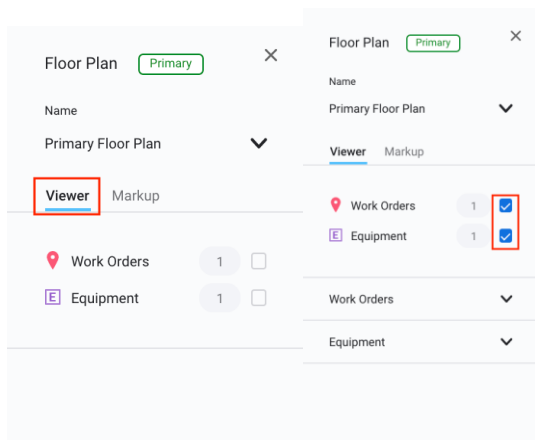 Floor Plan Primary
Name
Primary Floor Plan
Viewer Markup
Work Orders 1
E Equipment 1
Floor Plan Primary
Name
Primary Floor Plan
Viewer Markup
Work Orders 1
E Equipment 1
Work Orders
Equipment